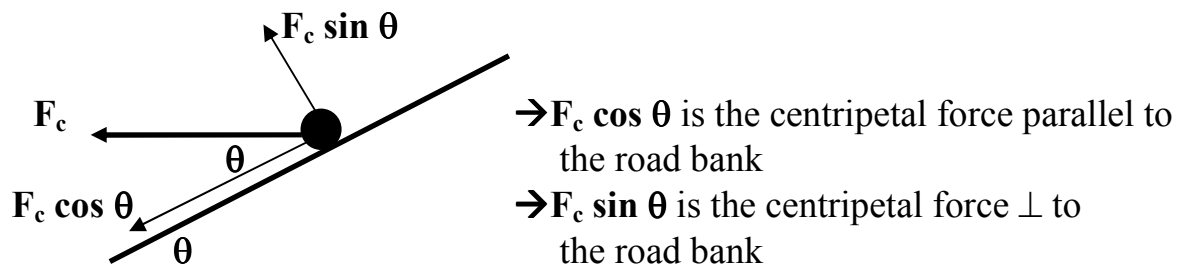 F_c sin θ
F_c
→F_c cos θ is the centripetal force parallel to
the road bank
θ
F_c cos θ
→F_c sin θ is the centripetal force ⊥ to
the road bank
θ